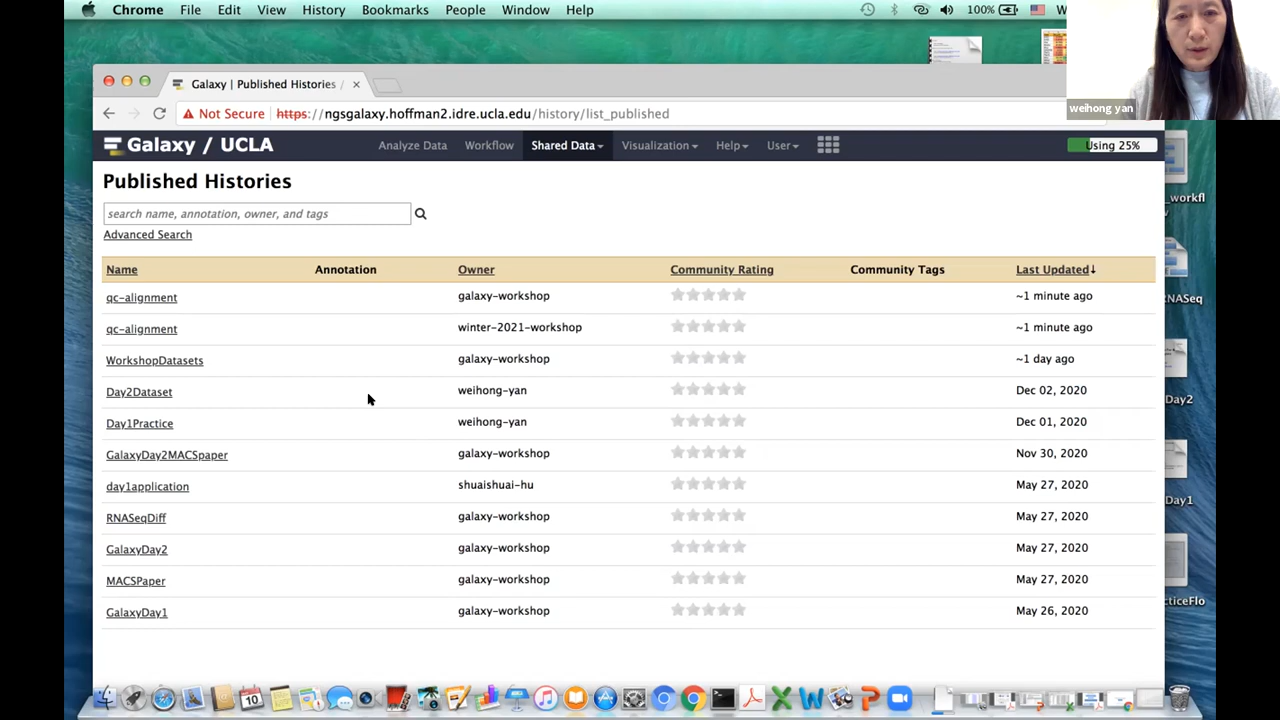 Chrome File Edit View History Bookmarks People Window Help 100%
weihong yan
Galaxy | Published Histories /
Not Secure https://ngsgalaxy.hoffman2.idre.ucla.edu/history/list_published
Galaxy / UCLA Analyze Data Workflow Shared Data Visualization Help User Using 25%
Published Histories
search name, annotation, owner, and tags
Advanced Search
Name Annotation Owner Community Rating Community Tags Last Updated↓
qc-alignment galaxy-workshop ~1 minute ago
qc-alignment winter-2021-workshop ~1 minute ago
WorkshopDatasets galaxy-workshop ~1 day ago
Day2Dataset weihong-yan Dec 02, 2020
Day1Practice weihong-yan Dec 01, 2020
GalaxyDay2MACSpaper galaxy-workshop Nov 30, 2020
day1application shuaishuai-hu May 27, 2020
RNASeqDiff galaxy-workshop May 27, 2020
GalaxyDay2 galaxy-workshop May 27, 2020
MACSPaper galaxy-workshop May 27, 2020
GalaxyDay1 galaxy-workshop May 26, 2020
_workfl
RNASeq
Day2
Day1
cticeFlo
10